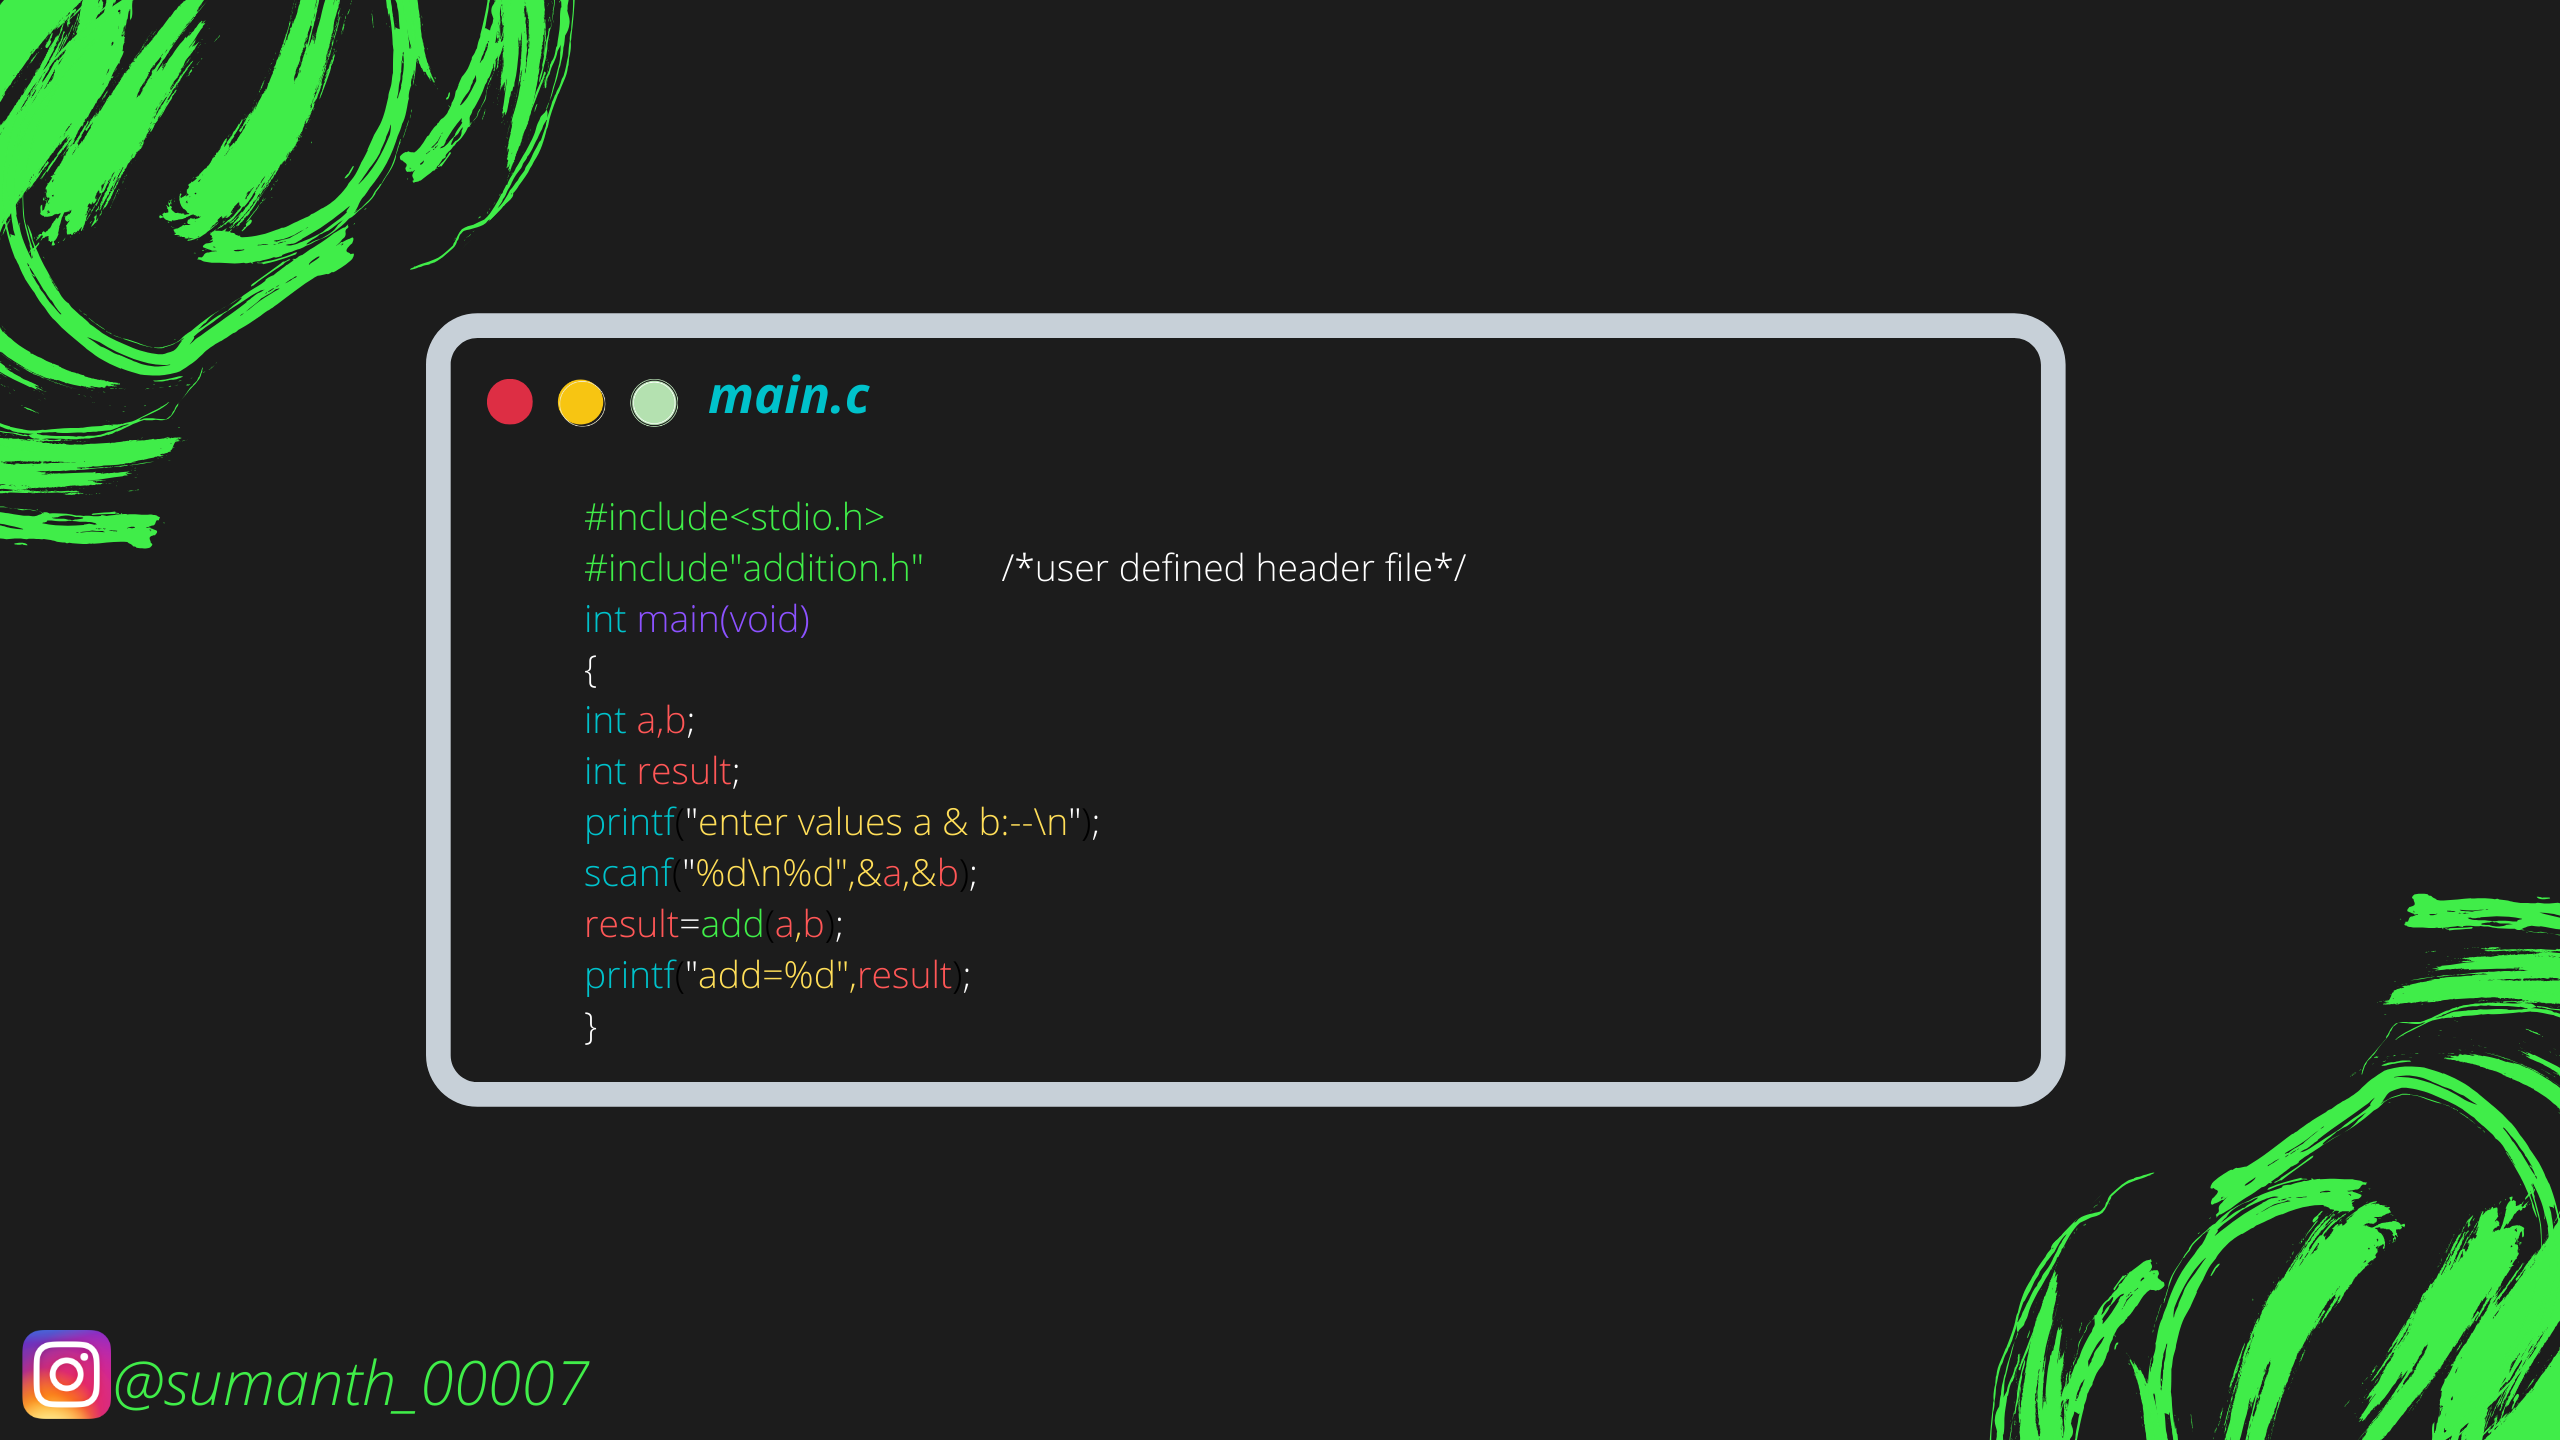 main.c
#include<stdio.h>
#include"addition.h" /*user defined header file*/
int main(void)
{
int a,b;
int result;
printf("enter values a & b:--\n");
scanf("%d\n%d",&a,&b);
result=add(a,b);
printf("add=%d",result);
}
@sumanth_00007